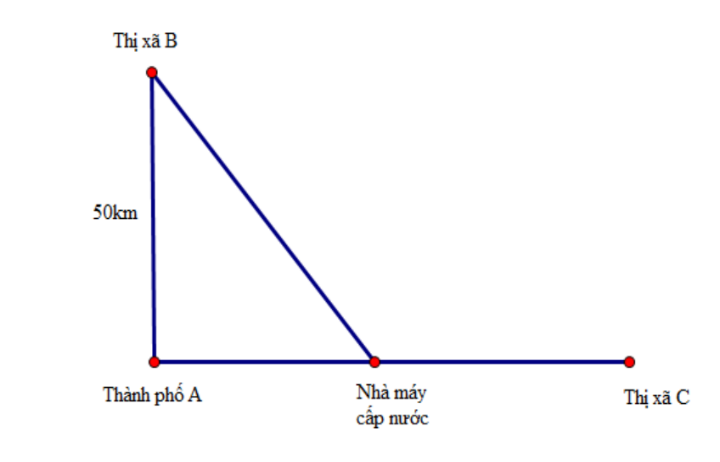 Thị xã B
50km
Thành phố A
Nhà máy
cấp nước
Thị xã C